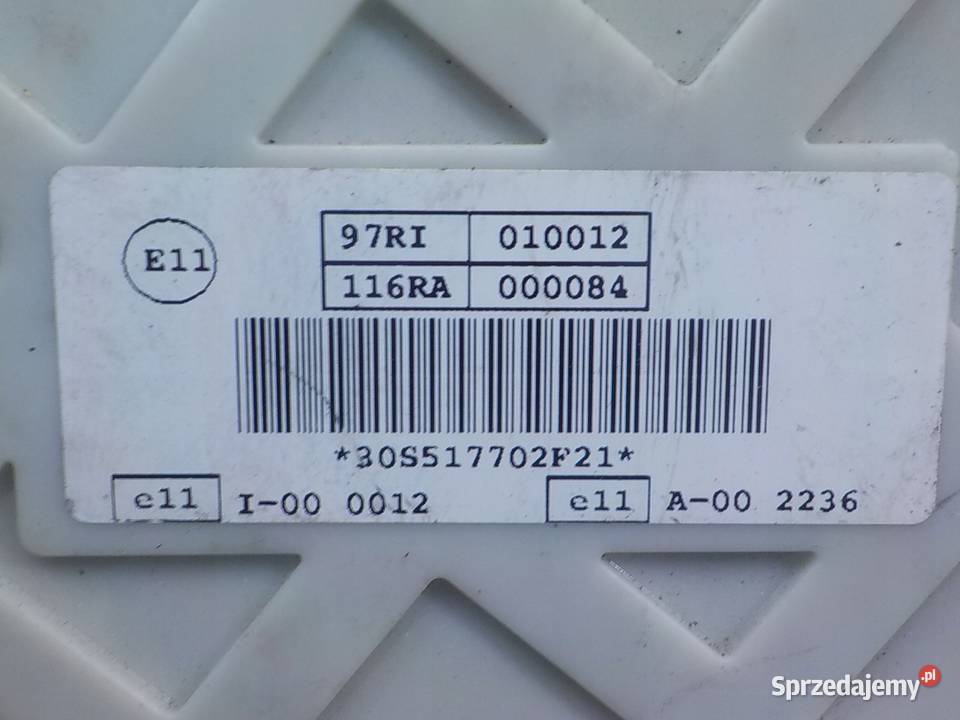 E11
97RI 010012
116RA 000084
*30S517702F21*
e11 I-00 0012 e11 A-00 2236
Sprzedajemy.pl